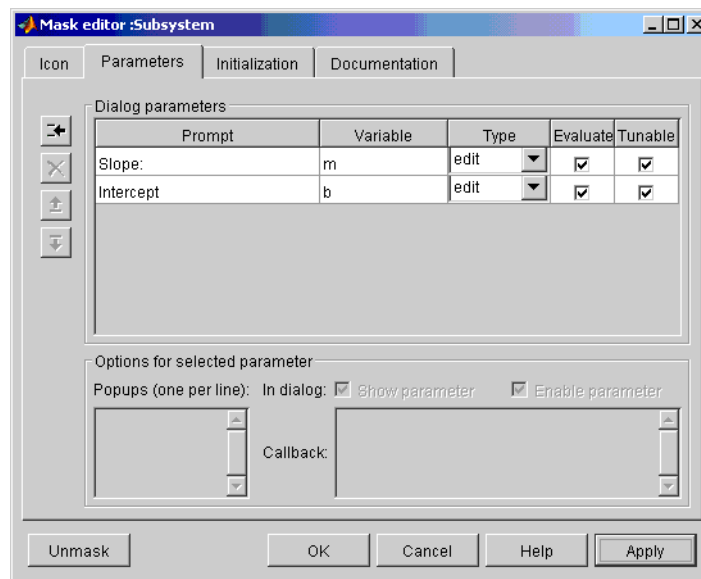 Mask editor :Subsystem
Icon Parameters Initialization Documentation
Dialog parameters
Prompt Variable Type Evaluate Tunable
Slope: m edit
Intercept b edit
Options for selected parameter
Popups (one per line): In dialog: Show parameter Enable parameter
Callback:
Unmask OK Cancel Help Apply